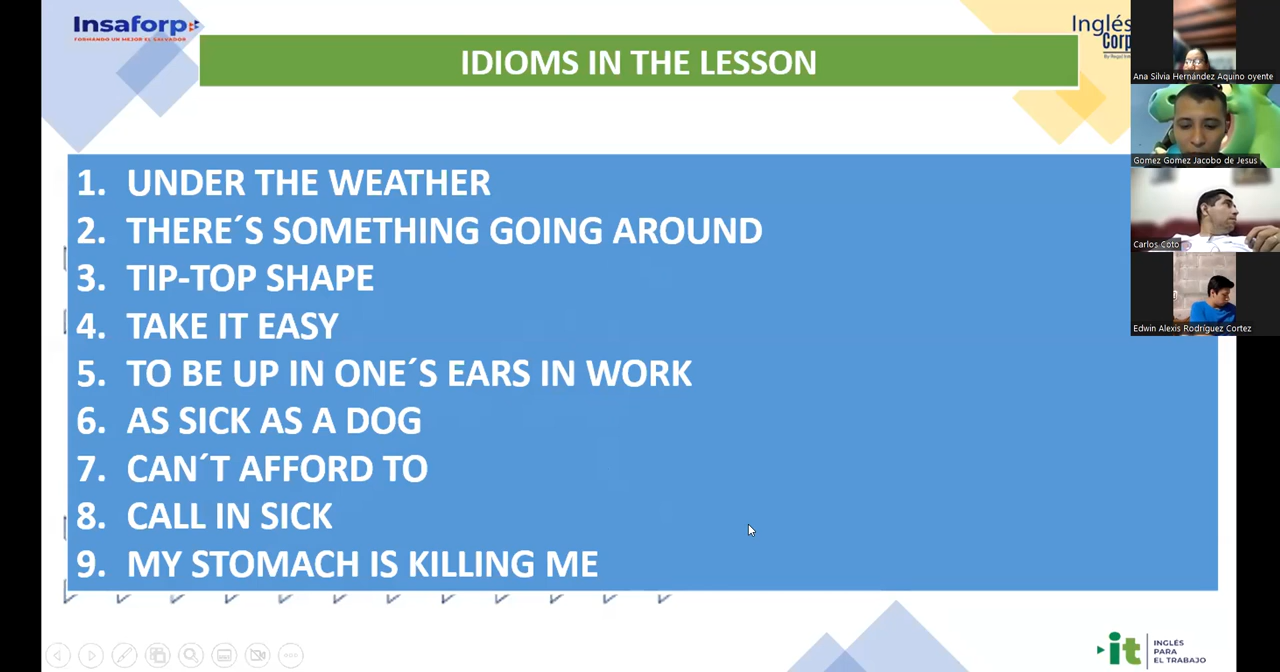 Insaforp
FORMANDO UN MEJOR EL SALVADOR
IDIOMS IN THE LESSON
Inglés
Corp
1. UNDER THE WEATHER
2. THERE´S SOMETHING GOING AROUND
3. TIP-TOP SHAPE
4. TAKE IT EASY
5. TO BE UP IN ONE´S EARS IN WORK
6. AS SICK AS A DOG
7. CAN´T AFFORD TO
8. CALL IN SICK
9. MY STOMACH IS KILLING ME
Ana Silvia Hernández Aquino oyente
Gomez Gomez Jacobo de Jesus
Carlos Coto
Edwin Alexis Rodríguez Cortez
it
INGLÉS
PARA
EL TRABAJO